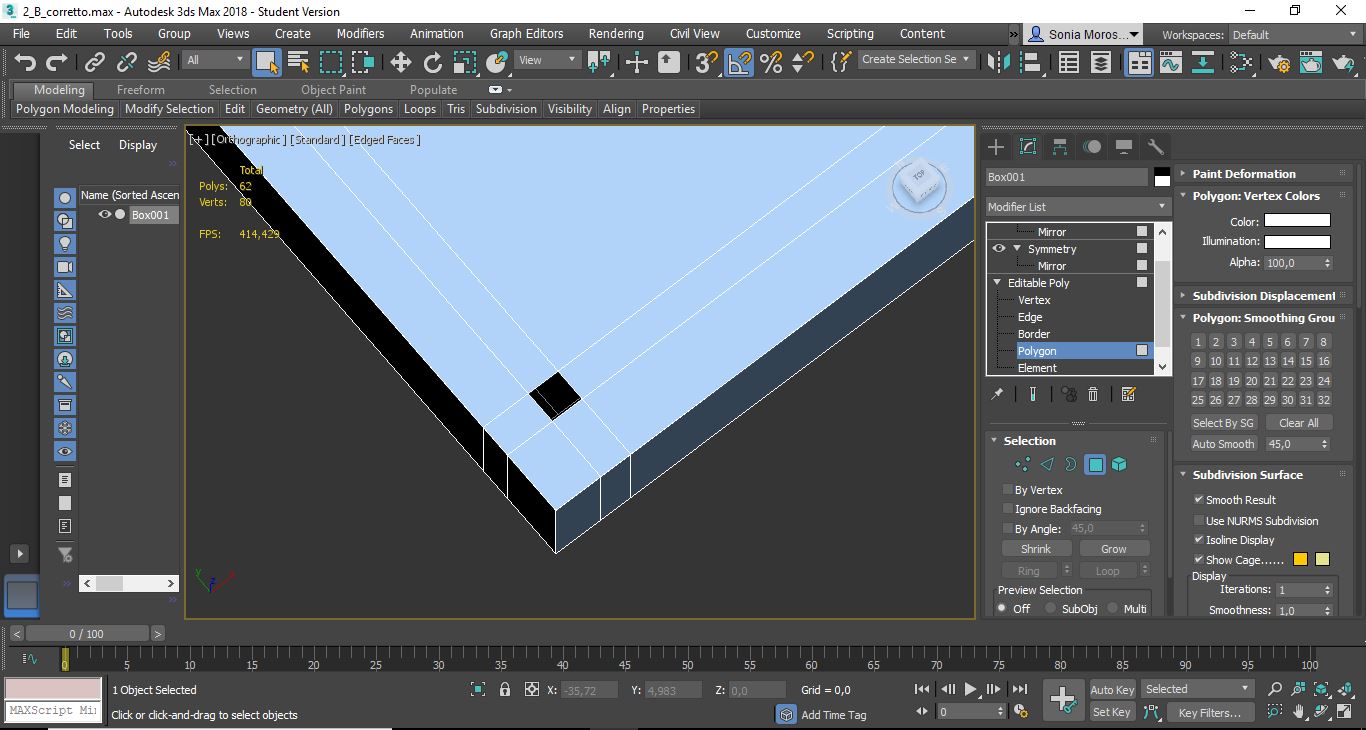 2_B_corretto.max - Autodesk 3ds Max 2018 - Student Version
File Edit Tools Group Views Create Modifiers Animation Graph Editors Rendering Civil View Customize Scripting Content » Sonia Moros... Workspaces: Default
All View Create Selection Se
Modeling Freeform Selection Object Paint Populate
Polygon Modeling Modify Selection Edit Geometry (All) Polygons Loops Tris Subdivision Visibility Align Properties
Select Display
Name (Sorted Ascen
Box001
[+] [Orthographic] [Standard] [Edged Faces]
Total
Polys: 62
Verts: 80
FPS: 414,429
TOP
y
z
x
Box001
Modifier List
Mirror
Symmetry
Mirror
Editable Poly
Vertex
Edge
Border
Polygon
Element
Selection
By Vertex
Ignore Backfacing
By Angle: 45,0
Shrink Grow
Ring Loop
Preview Selection
Off SubObj Multi
Paint Deformation
Polygon: Vertex Colors
Color:
Illumination:
Alpha: 100,0
Subdivision Displacement
Polygon: Smoothing Grou
1 2 3 4 5 6 7 8
9 10 11 12 13 14 15 16
17 18 19 20 21 22 23 24
25 26 27 28 29 30 31 32
Select By SG Clear All
Auto Smooth 45,0
Subdivision Surface
Smooth Result
Use NURMS Subdivision
Isoline Display
Show Cage......
Display
Iterations: 1
Smoothness: 1,0
< 0 / 100 >
0 5 10 15 20 25 30 35 40 45 50 55 60 65 70 75 80 85 90 95 100
1 Object Selected X: -35,72 Y: 4,983 Z: 0,0 Grid = 0,0 Auto Key Selected
MAXScript Mi Click or click-and-drag to select objects Add Time Tag 0 Set Key Key Filters...